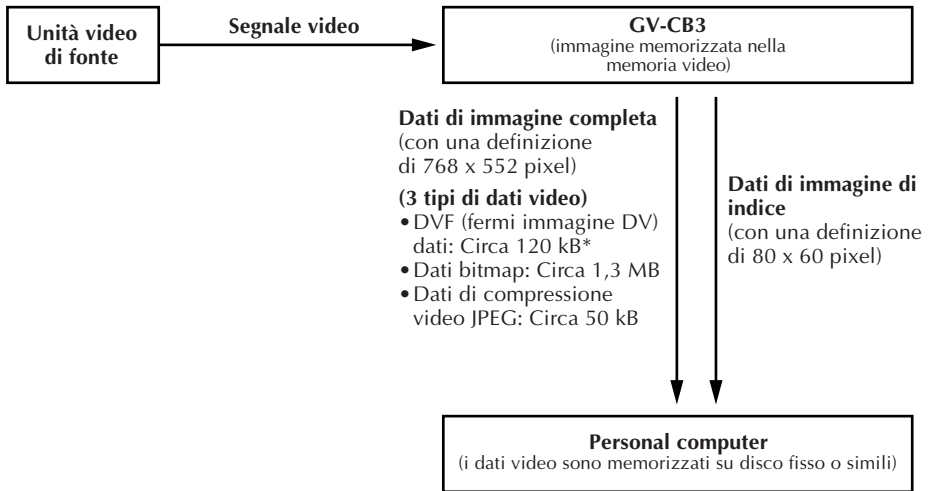 Unità video
di fonte
Segnale video
GV-CB3
(immagine memorizzata nella
memoria video)
Dati di immagine completa
(con una definizione
di 768 x 552 pixel)
(3 tipi di dati video)
•DVF (fermi immagine DV)
dati: Circa 120 kB*
•Dati bitmap: Circa 1,3 MB
•Dati di compressione
video JPEG: Circa 50 kB
Dati di immagine di
indice
(con una definizione
di 80 x 60 pixel)
Personal computer
(i dati video sono memorizzati su disco fisso o simili)